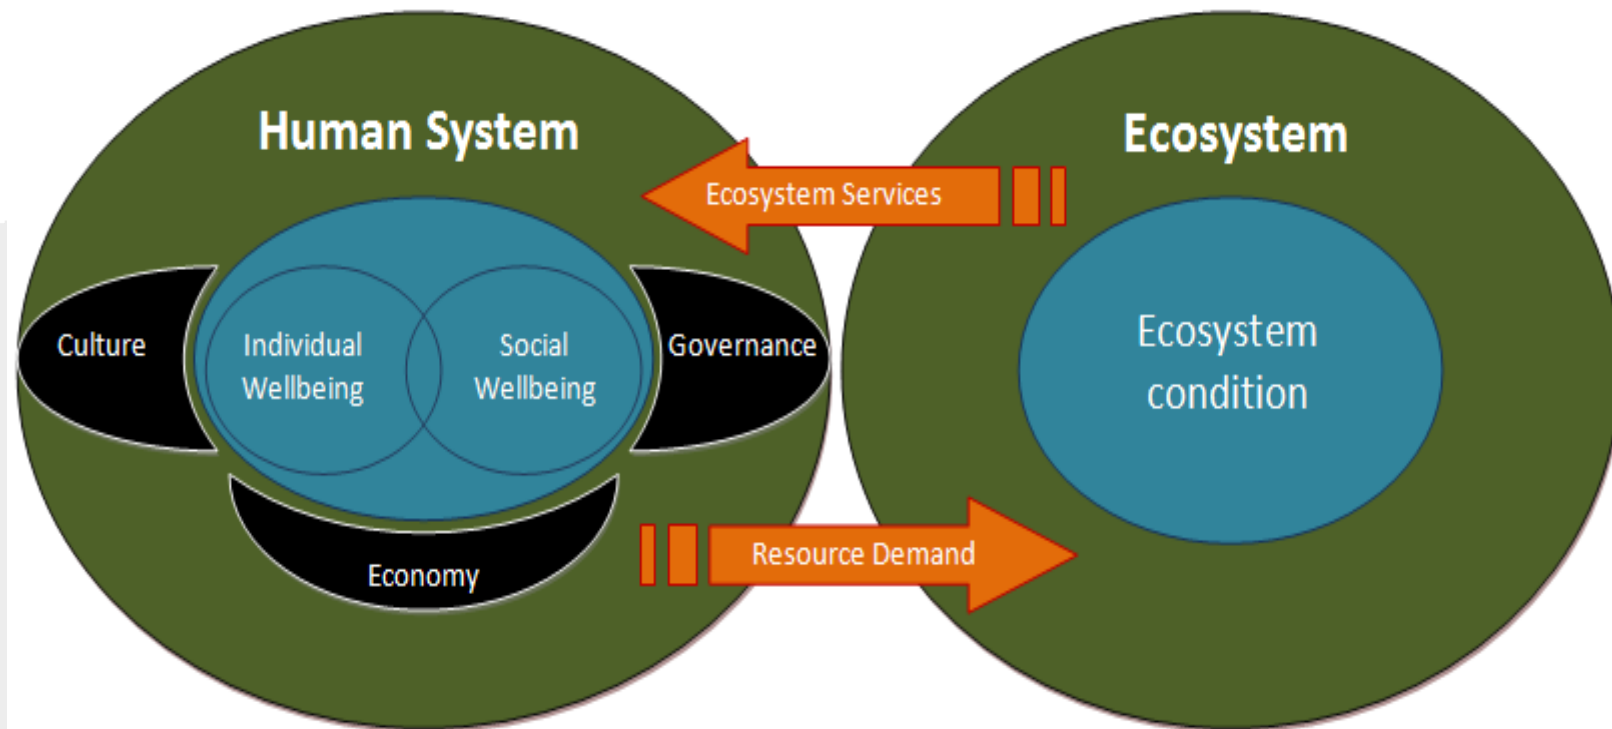 Human System
Ecosystem
Ecosystem Services
Culture
Individual
Wellbeing
Social
Wellbeing
Governance
Ecosystem
condition
Resource Demand
Economy